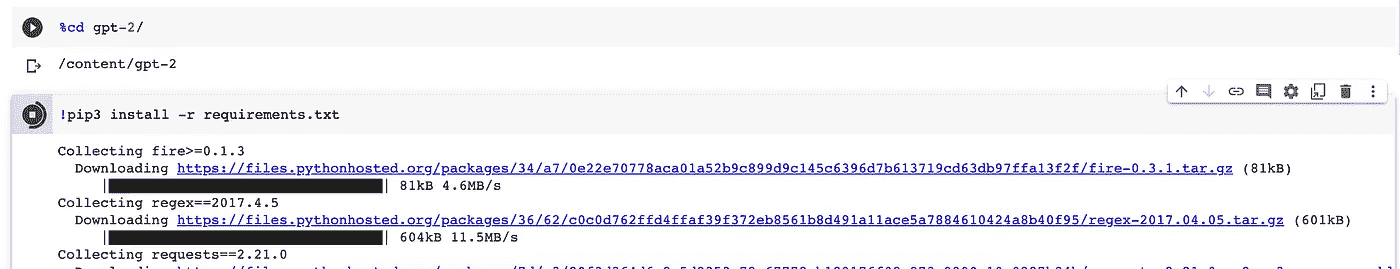 %cd gpt-2/
/content/gpt-2
!pip3 install -r requirements.txt
Collecting fire>=0.1.3
Downloading https://files.pythonhosted.org/packages/34/a7/0e22e70778aca01a52b9c899d9c145c6396d7b613719cd63db97ffa13f2f/fire-0.3.1.tar.gz (81kB)
81kB 4.6MB/s
Collecting regex==2017.4.5
Downloading https://files.pythonhosted.org/packages/36/62/c0c0d762ffd4ffaf39f372eb8561b8d491a11ace5a7884610424a8b40f95/regex-2017.04.05.tar.gz (601kB)
604kB 11.5MB/s
Collecting requests==2.21.0